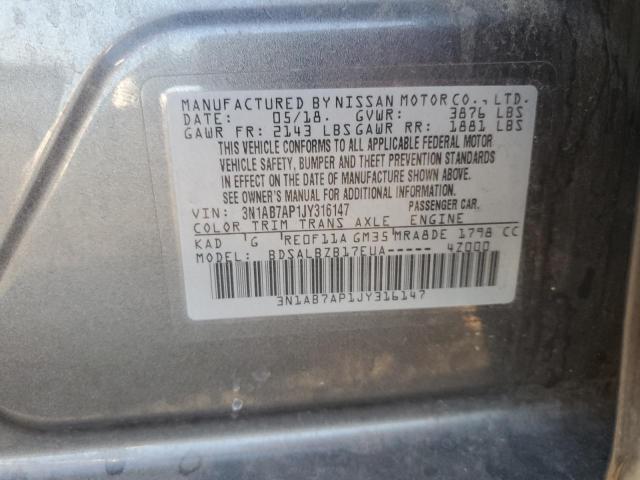 MANUFACTURED BY NISSAN MOTOR CO., LTD.
DATE: 05/18. GVWR: 3876 LBS
GAWR FR: 2143 LBS GAWR RR: 1881 LBS
THIS VEHICLE CONFORMS TO ALL APPLICABLE FEDERAL MOTOR
VEHICLE SAFETY, BUMPER AND THEFT PREVENTION STANDARDS
IN EFFECT ON THE DATE OF MANUFACTURE SHOWN ABOVE.
SEE OWNER'S MANUAL FOR ADDITIONAL INFORMATION.
VIN: 3N1AB7AP1JY316147 PASSENGER CAR.
COLOR TRIM TRANS AXLE ENGINE
KAD G RE0F11A GM35 MRA8DE 1798 CC
MODEL: BDSALBZB17EUA----- 4Z000
3N1AB7AP1JY316147